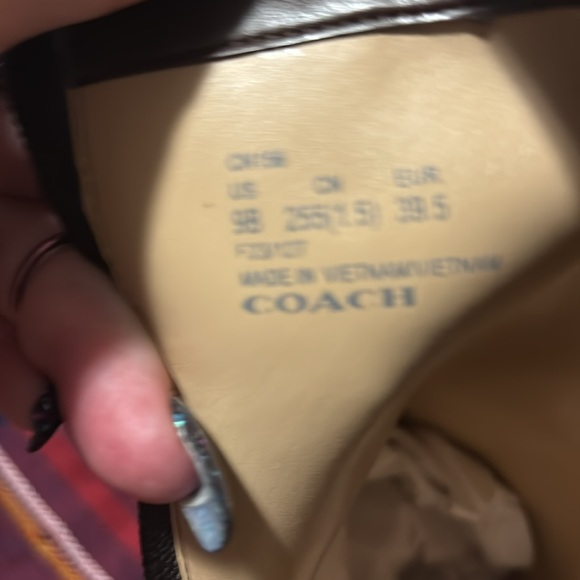 US CN EUR
9B 255(1.5) 39.5
MADE IN VIETNAM/VIETNAM
COACH